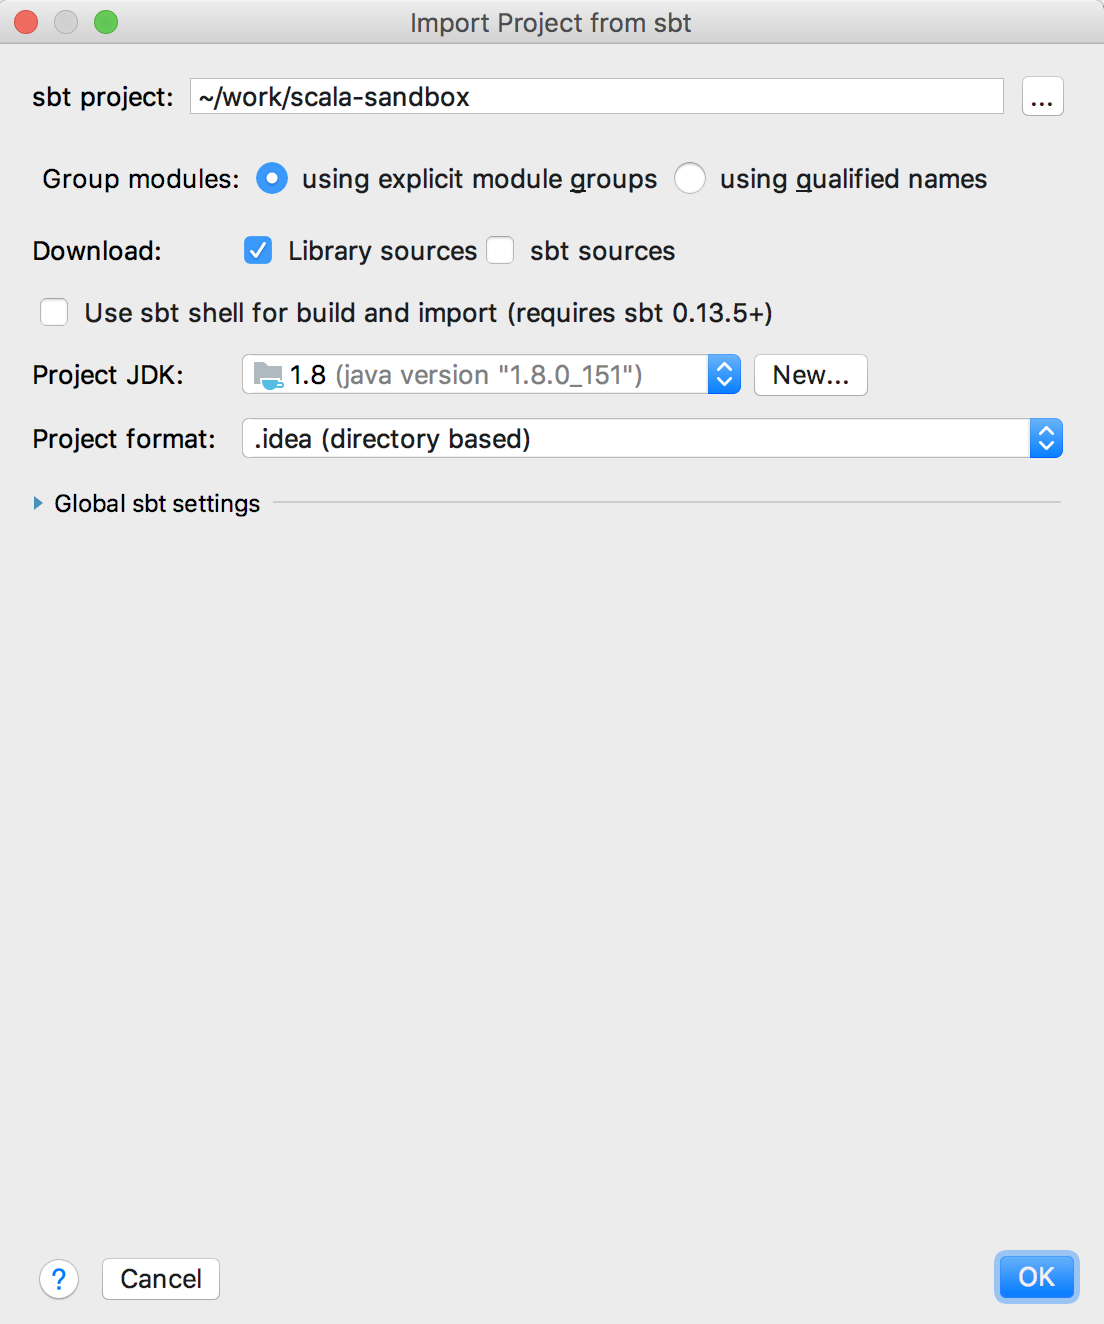 Import Project from sbt
sbt project: ~/work/scala-sandbox ...
Group modules: using explicit module groups using qualified names
Download: Library sources sbt sources
Use sbt shell for build and import (requires sbt 0.13.5+)
Project JDK: 1.8 (java version "1.8.0_151") New...
Project format: .idea (directory based)
Global sbt settings
? Cancel OK